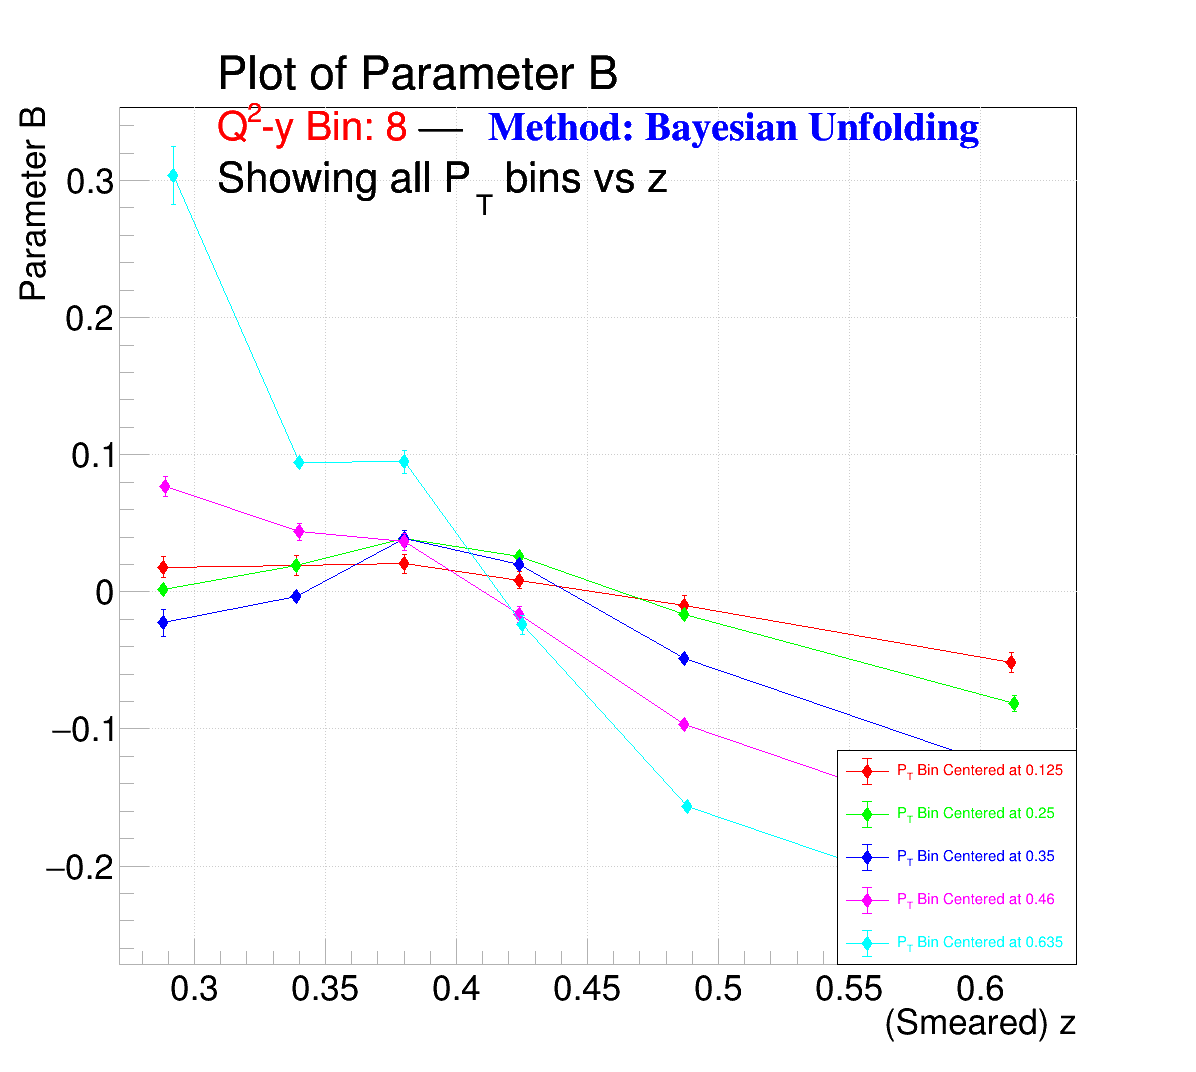 Plot of Parameter B
Q2-y Bin: 8 — Method: Bayesian Unfolding
Showing all PT bins vs z
Parameter B
0.3
0.2
0.1
0
−0.1
−0.2
0.3 0.35 0.4 0.45 0.5 0.55 0.6
(Smeared) z
PT Bin Centered at 0.125
PT Bin Centered at 0.25
PT Bin Centered at 0.35
PT Bin Centered at 0.46
PT Bin Centered at 0.635